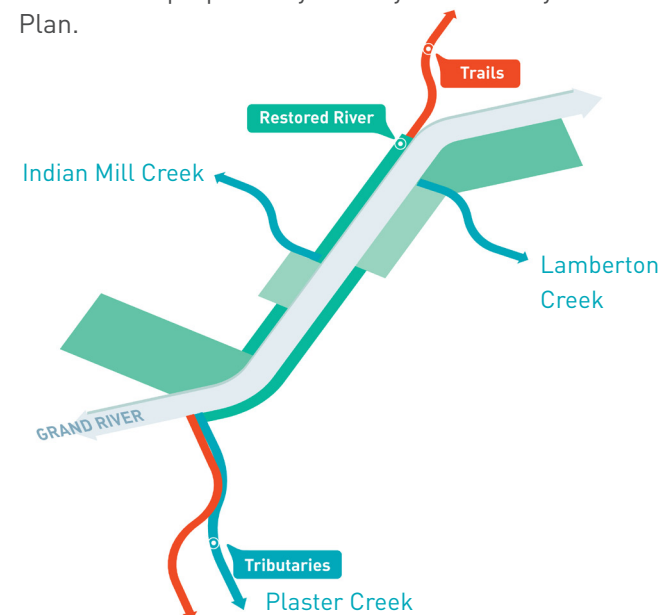 Plan.
Trails
Restored River
Indian Mill Creek
Lamberton
Creek
GRAND RIVER
Tributaries
Plaster Creek